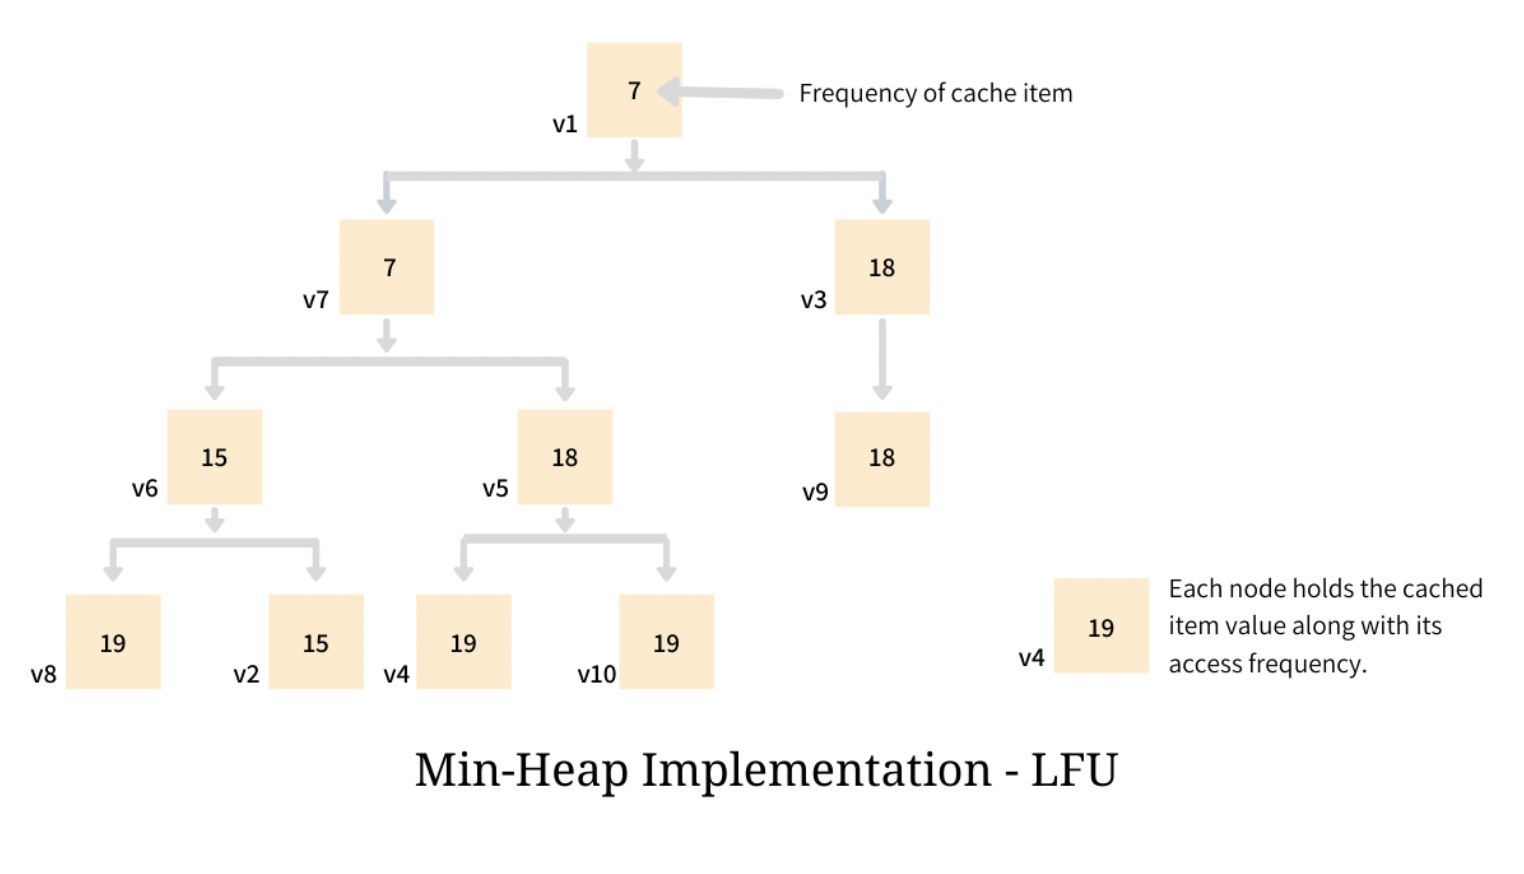 7
Frequency of cache item
v1
7
18
v7
v3
15
18
18
v6
v5
v9
19
15
19
19
v8
v2
v4
v10
Each node holds the cached
19
item value along with its
v4
access frequency.
Min-Heap Implementation - LFU